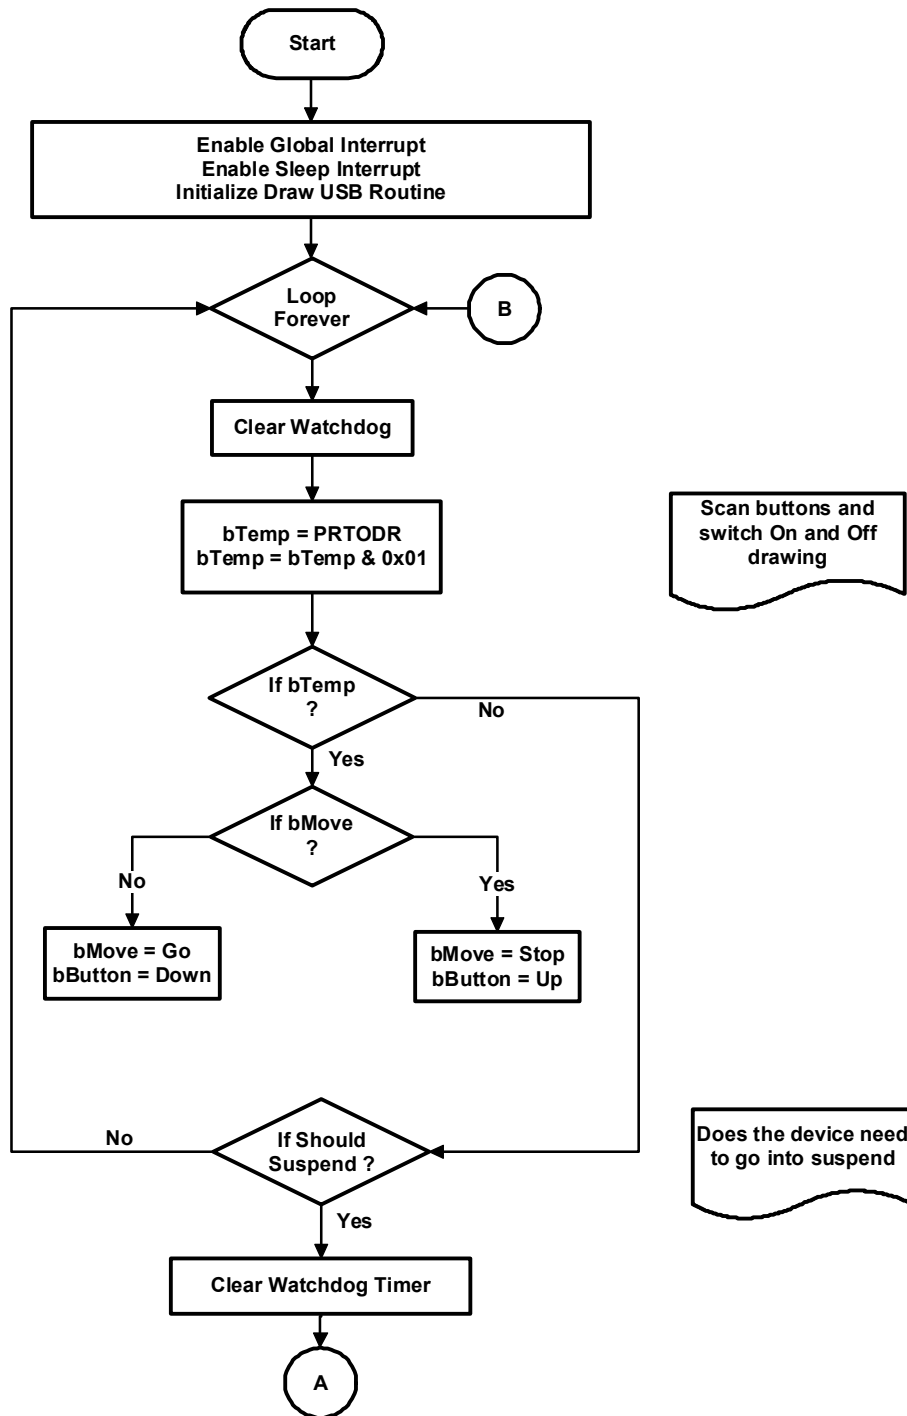 Start
Enable Global Interrupt
Enable Sleep Interrupt
Initialize Draw USB Routine
Loop
Forever
B
Clear Watchdog
bTemp = PRTODR
bTemp = bTemp & 0x01
Scan buttons and
switch On and Off
drawing
If bTemp
?
No
Yes
If bMove
?
No
Yes
bMove = Go
bButton = Down
bMove = Stop
bButton = Up
No
If Should
Suspend ?
Does the device need
to go into suspend
Yes
Clear Watchdog Timer
A